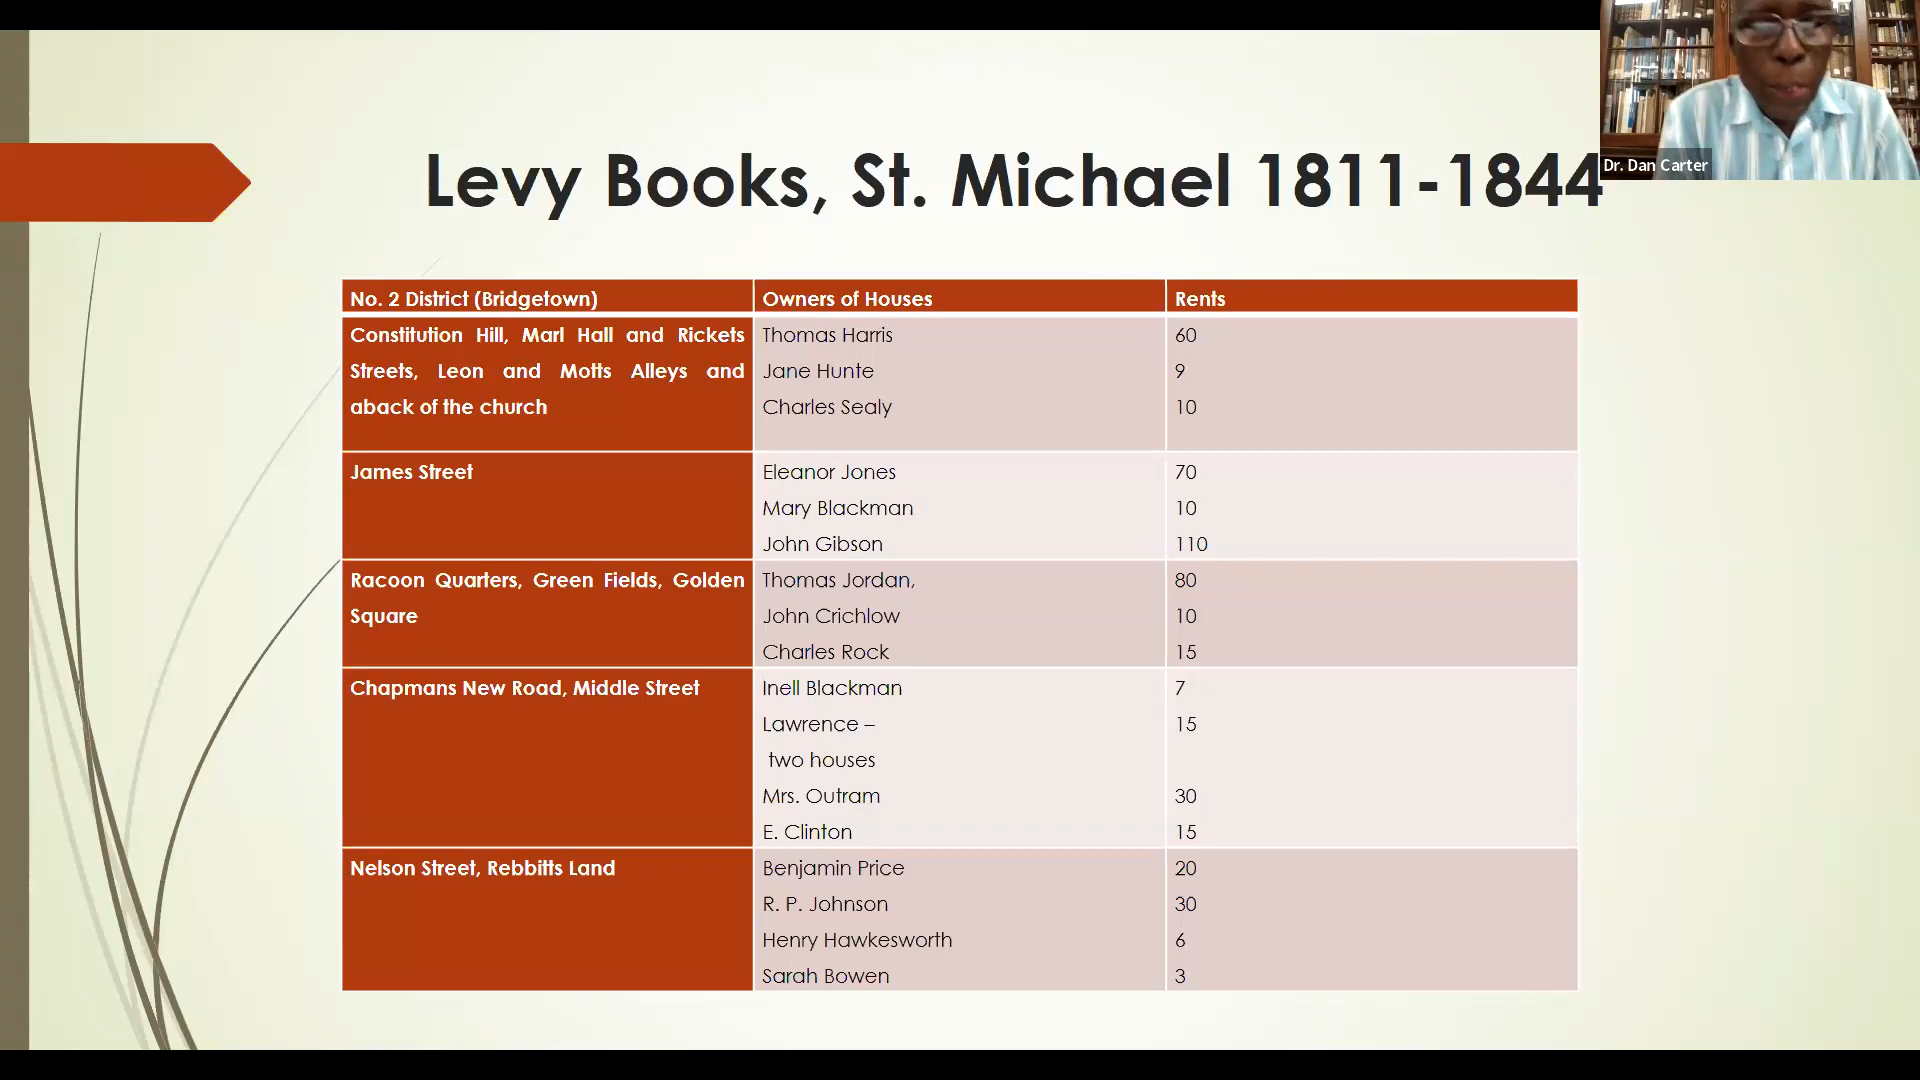 Dr. Dan Carter
Levy Books, St. Michael 1811-1844
No. 2 District (Bridgetown) Owners of Houses Rents
Constitution Hill, Marl Hall and Rickets Thomas Harris 60
Streets, Leon and Motts Alleys and Jane Hunte 9
aback of the church Charles Sealy 10
James Street Eleanor Jones 70
Mary Blackman 10
John Gibson 110
Racoon Quarters, Green Fields, Golden Thomas Jordan, 80
Square John Crichlow 10
Charles Rock 15
Chapmans New Road, Middle Street Inell Blackman 7
Lawrence – 15
two houses
Mrs. Outram 30
E. Clinton 15
Nelson Street, Rebbitts Land Benjamin Price 20
R. P. Johnson 30
Henry Hawkesworth 6
Sarah Bowen 3